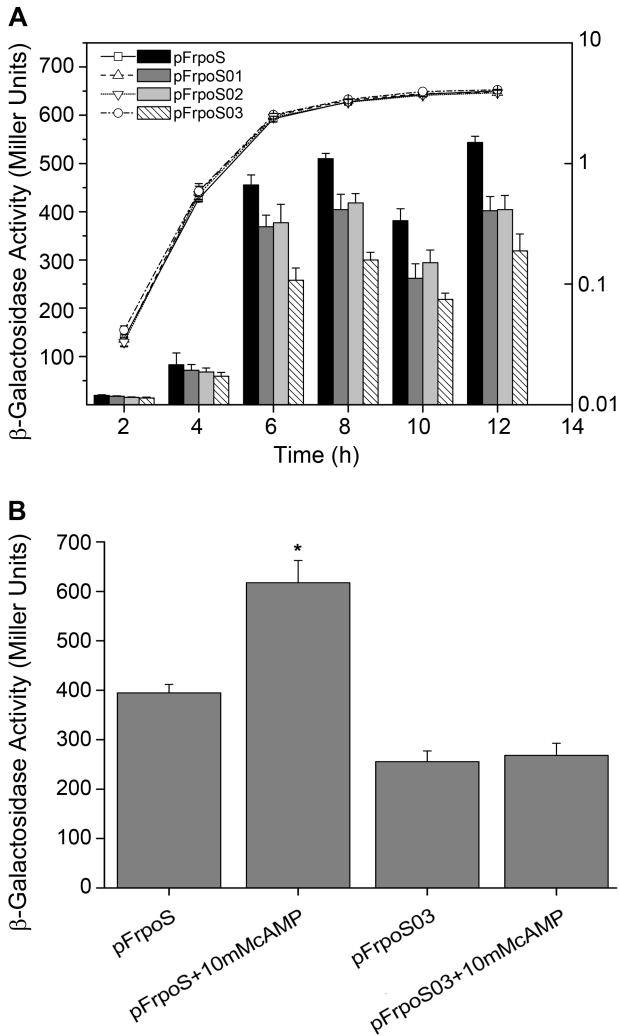 A
β-Galactosidase Activity (Miller Units)
700
600
500
400
300
200
100
pFrpoS
pFrpoS01
pFrpoS02
pFrpoS03
10
1
0.1
0.01
2 4 6 8 10 12 14
Time (h)
B
β-Galactosidase Activity (Miller Units)
700
600
500
400
300
200
100
0
*
pFrpoS
pFrpoS+10mMcAMP
pFrpoS03
pFrpoS03+10mMcAMP